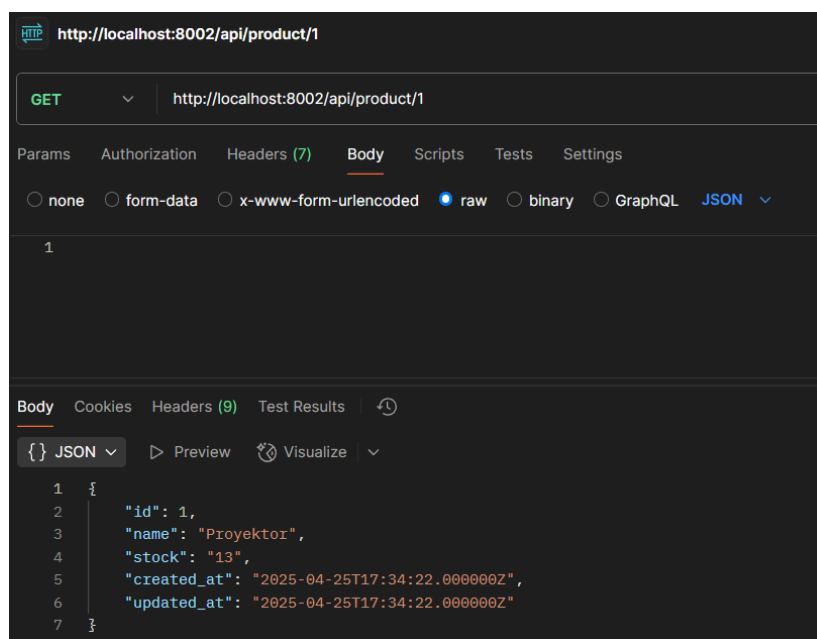 HTTP http://localhost:8002/api/product/1
GET http://localhost:8002/api/product/1
Params Authorization Headers (7) Body Scripts Tests Settings
none form-data x-www-form-urlencoded raw binary GraphQL JSON
1
Body Cookies Headers (9) Test Results
{} JSON Preview Visualize
1 {
2 "id": 1,
3 "name": "Proyektor",
4 "stock": "13",
5 "created_at": "2025-04-25T17:34:22.000000Z",
6 "updated_at": "2025-04-25T17:34:22.000000Z"
7 }